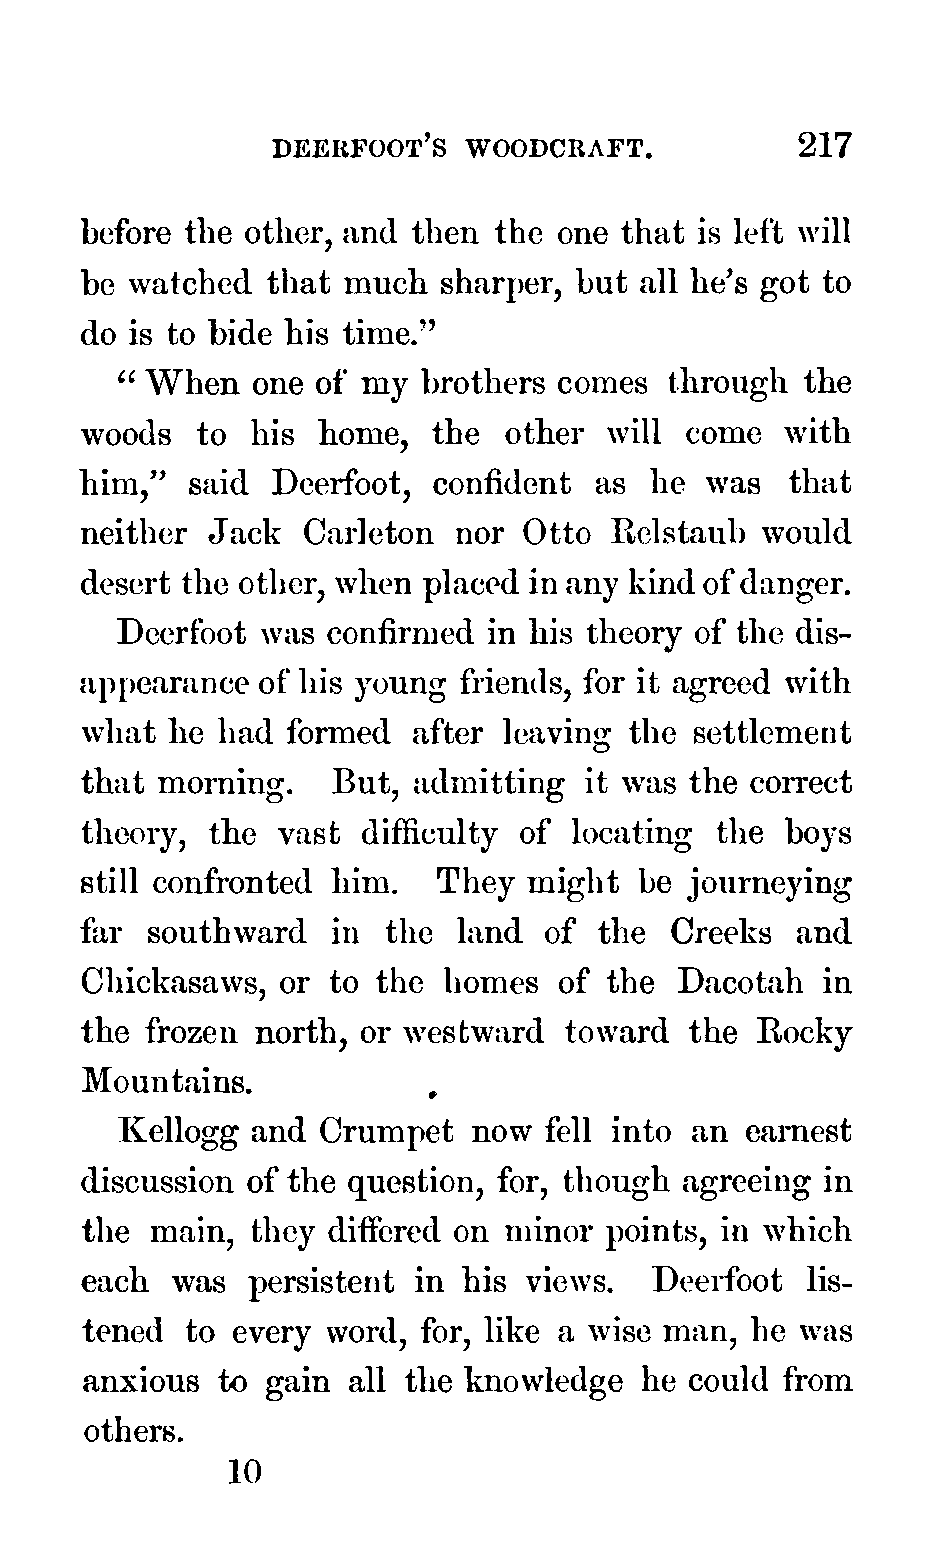 DEERFOOT'S WOODCRAFT. 217
before the other, and then the one that is left will
be watched that much sharper, but all he's got to
do is to bide his time."
"When one of my brothers comes through the
woods to his home, the other will come with
him," said Deerfoot, confident as he was that
neither Jack Carleton nor Otto Relstaub would
desert the other, when placed in any kind of danger.
Deerfoot was confirmed in his theory of the dis-
appearance of his young friends, for it agreed with
what he had formed after leaving the settlement
that morning. But, admitting it was the correct
theory, the vast difficulty of locating the boys
still confronted him. They might be journeying
far southward in the land of the Creeks and
Chickasaws, or to the homes of the Dacotah in
the frozen north, or westward toward the Rocky
Mountains.
Kellogg and Crumpet now fell into an earnest
discussion of the question, for, though agreeing in
the main, they differed on minor points, in which
each was persistent in his views. Deerfoot lis-
tened to every word, for, like a wise man, he was
anxious to gain all the knowledge he could from
others.
10